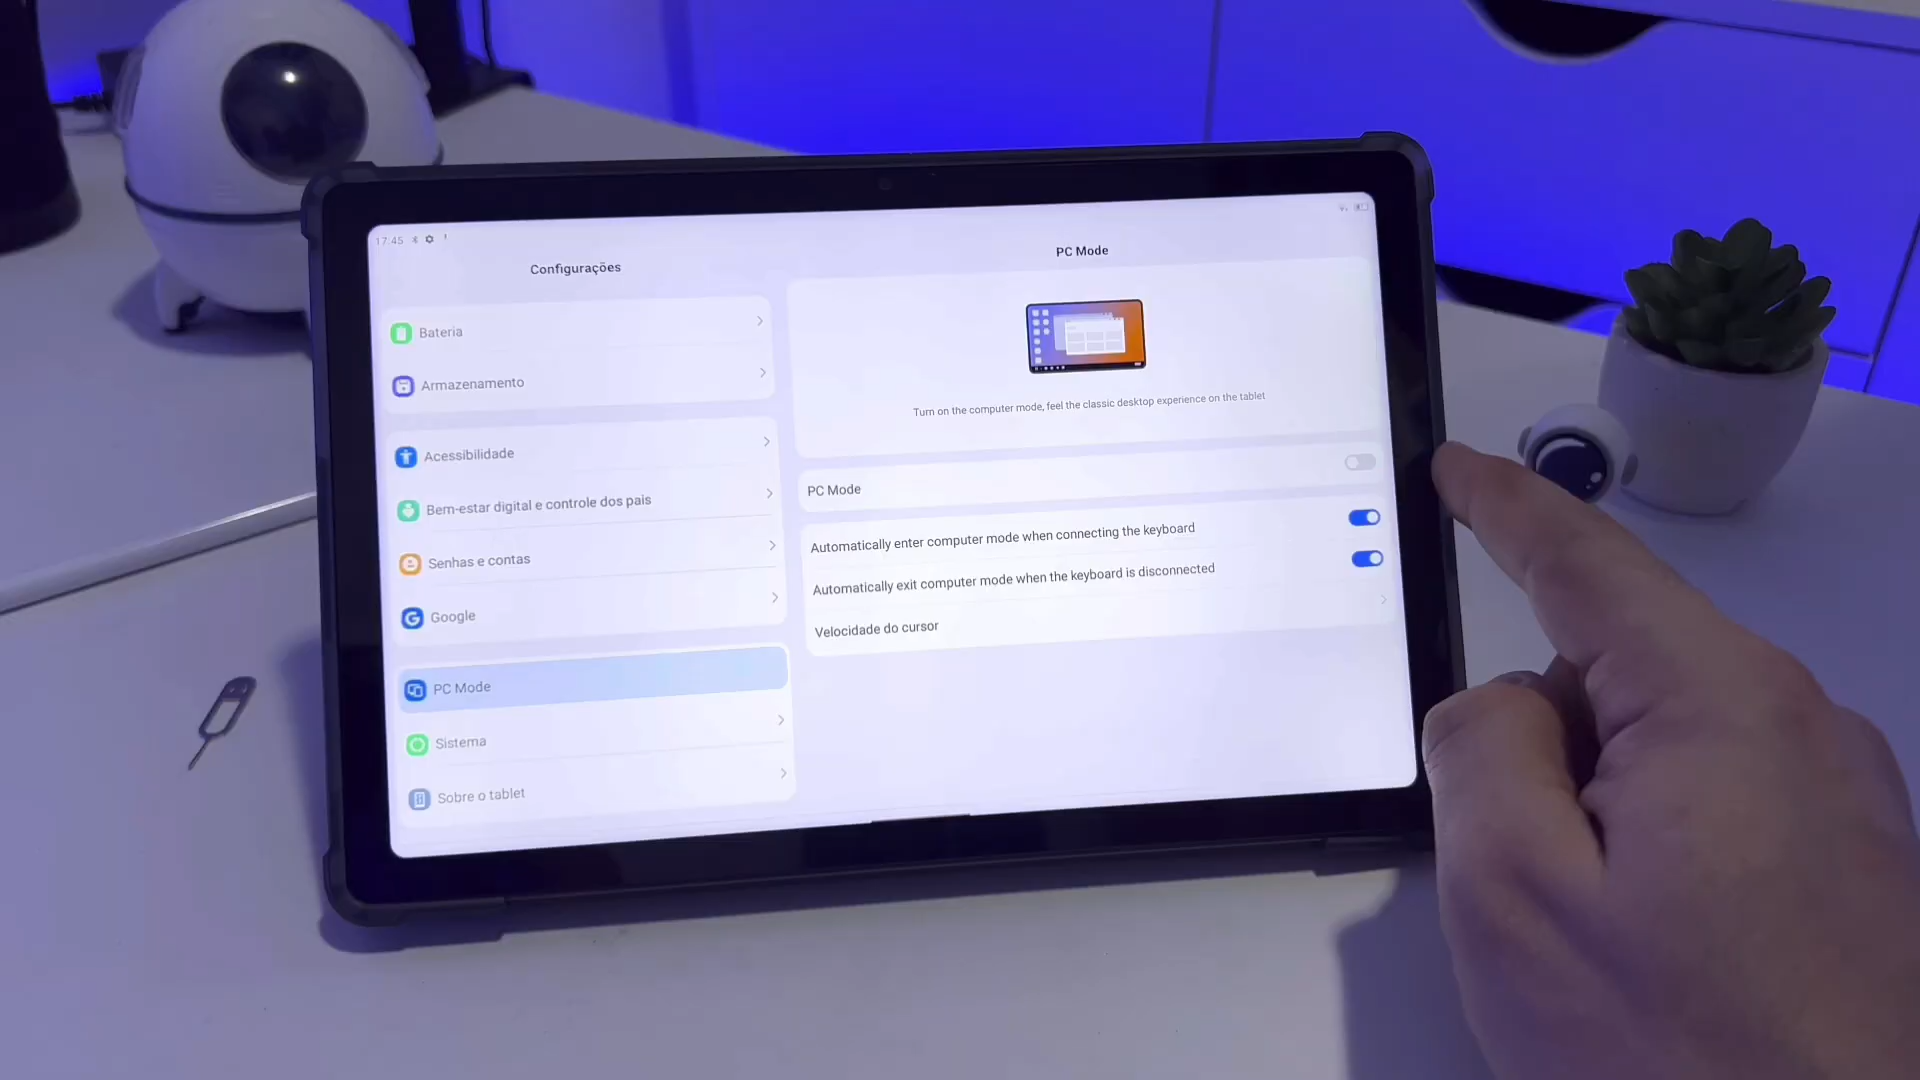 17:45
Configurações
Bateria
Armazenamento
Acessibilidade
Bem-estar digital e controle dos pais
Senhas e contas
Google
PC Mode
Sistema
Sobre o tablet
PC Mode
Turn on the computer mode, feel the classic desktop experience on the tablet
PC Mode
Automatically enter computer mode when connecting the keyboard
Automatically exit computer mode when the keyboard is disconnected
Velocidade do cursor